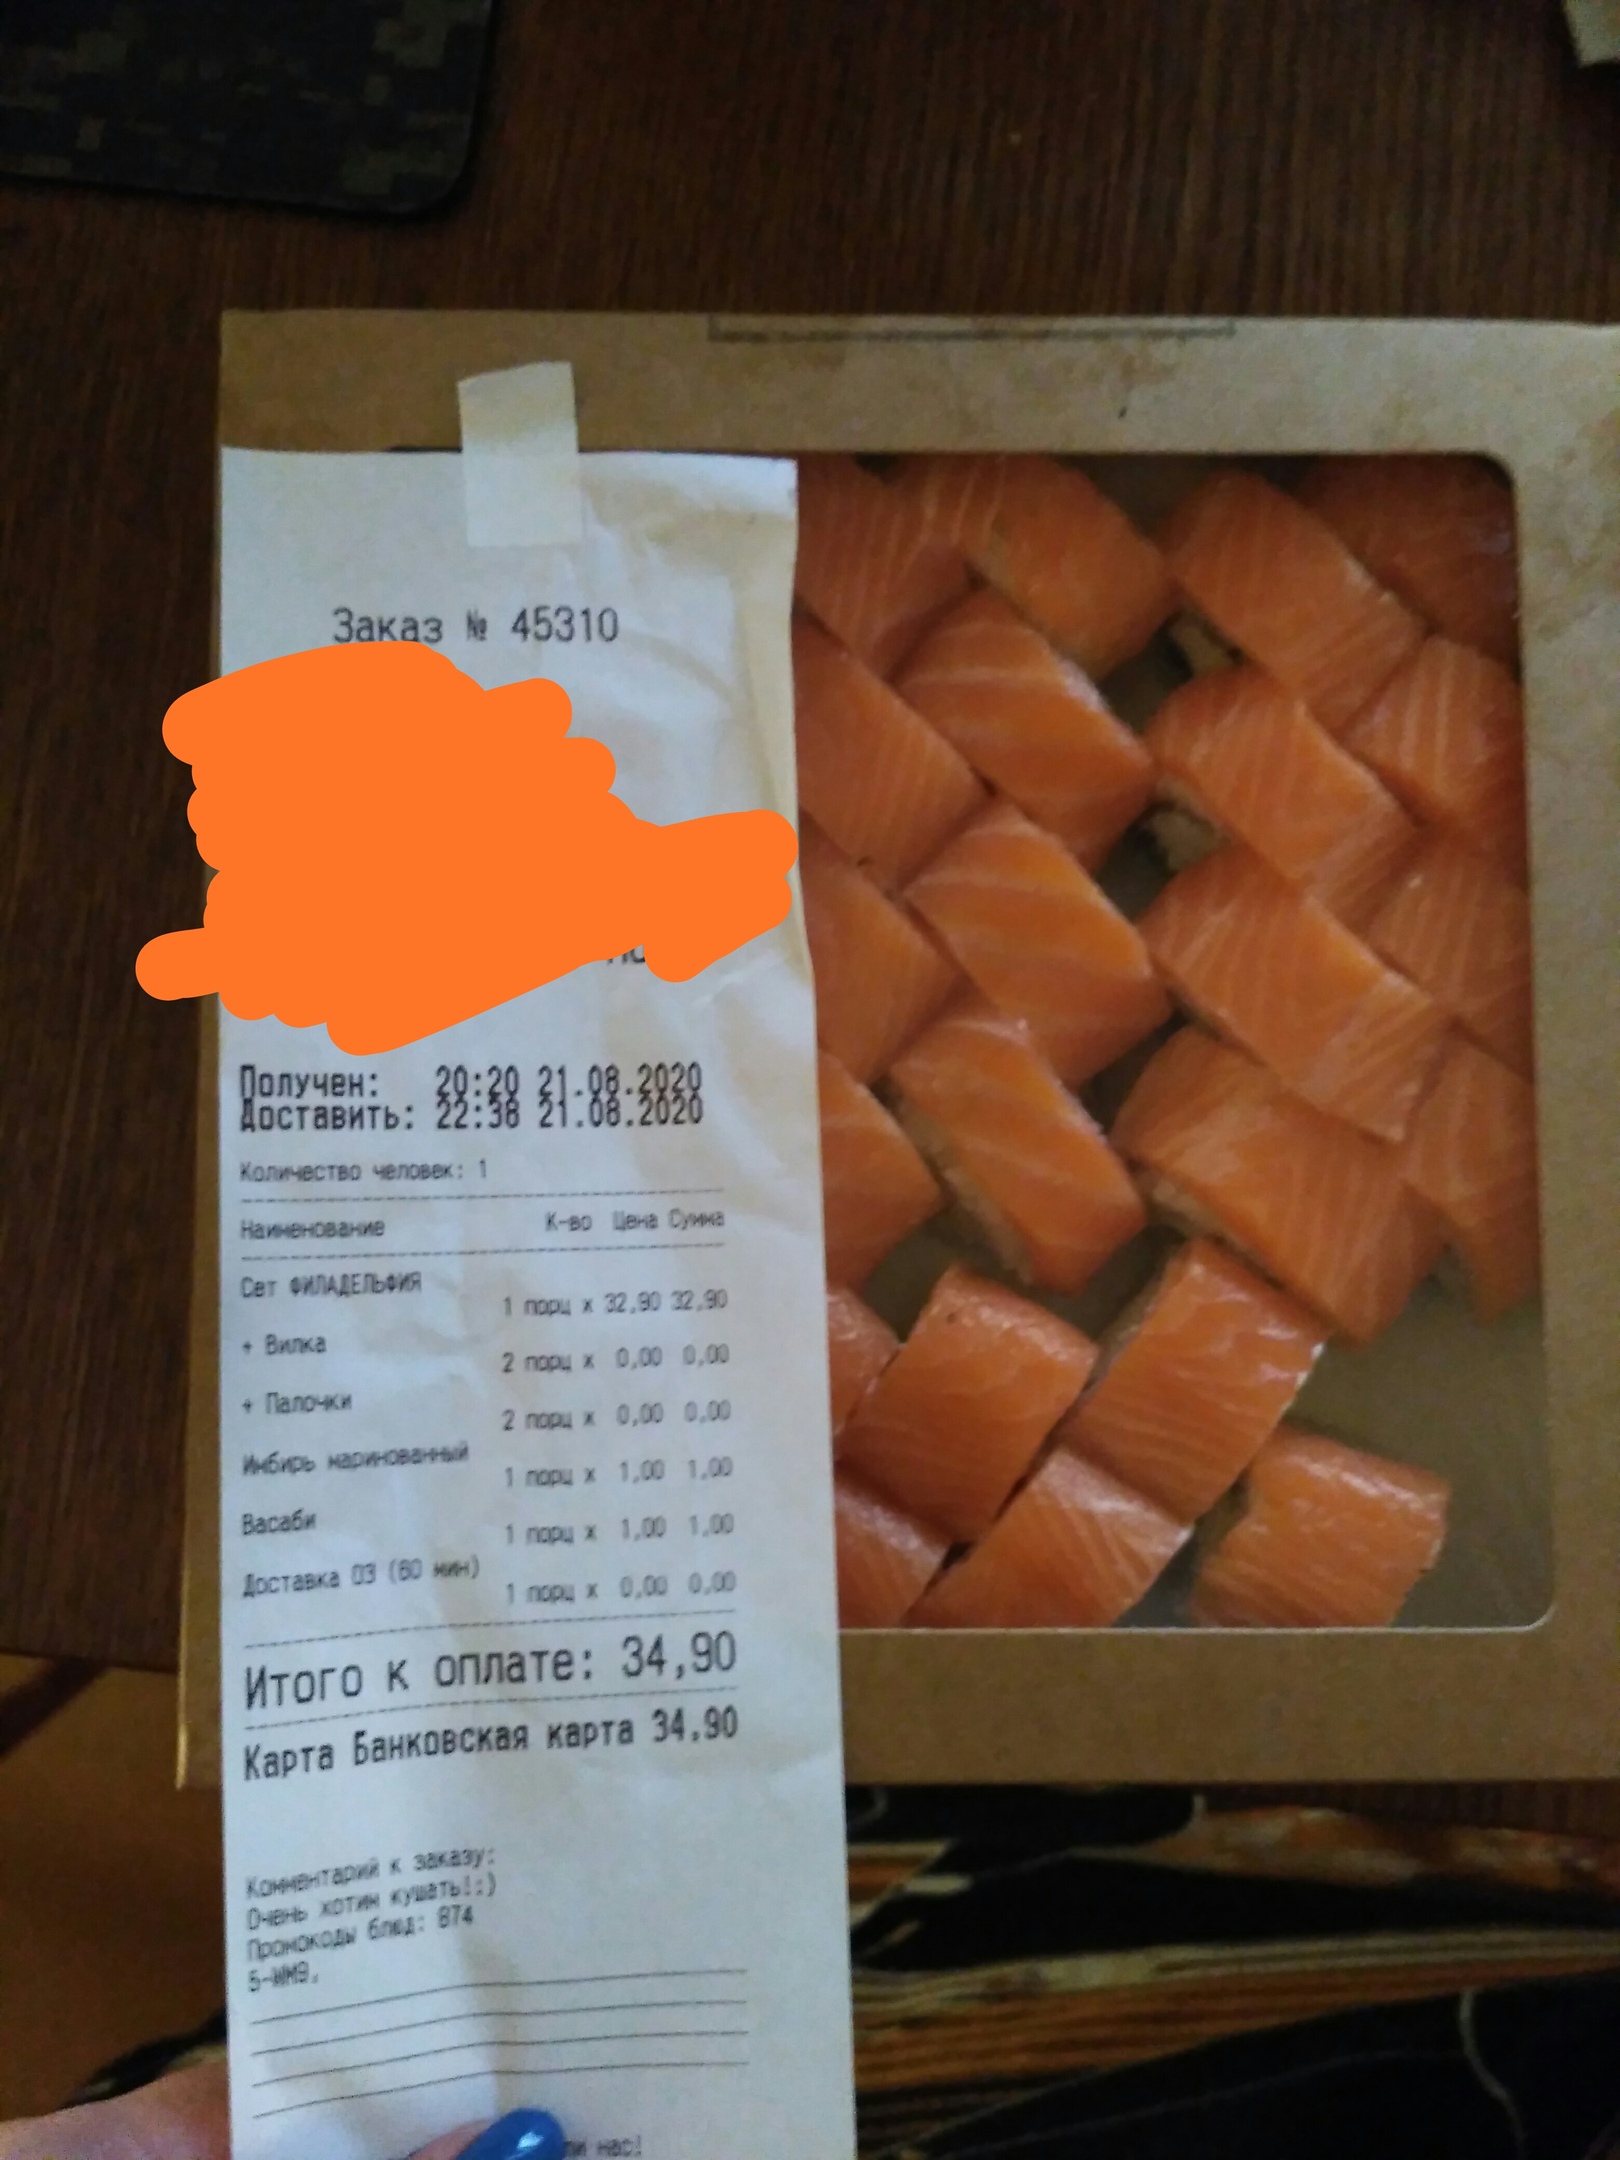 Заказ № 45310
Получен: 20:20 21.08.2020
Доставить: 22:38 21.08.2020
Количество человек: 1
Наименование К-во Цена Сумма
Сет ФИЛАДЕЛЬФИЯ
1 порц х 32,90 32,90
+ Вилка
2 порц х 0,00 0,00
+ Палочки
2 порц х 0,00 0,00
Имбирь маринованный
1 порц х 1,00 1,00
Васаби
1 порц х 1,00 1,00
Доставка 03 (60 мин)
1 порц х 0,00 0,00
Итого к оплате: 34,90
Карта Банковская карта 34.90
Комментарий к заказу:
Очень хотим кушать!:)
Промокоды блюд: 874
5-WM9.
нас!